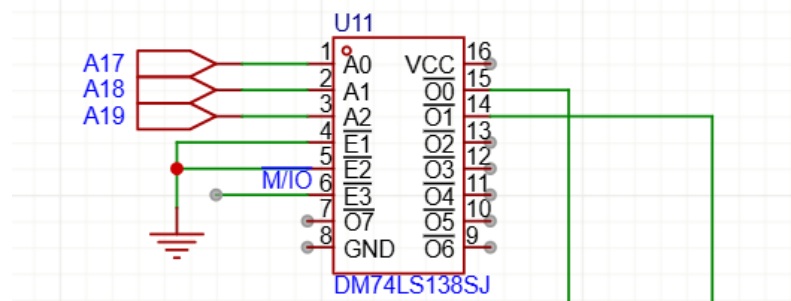 U11
A17
A18
A19
1 A0 VCC 16
2 A1 O0 15
3 A2 O1 14
4 E1 O2 13
5 E2 O3 12
M/IO
6 E3 O4 11
7 O7 O5 10
8 GND O6 9
DM74LS138SJ